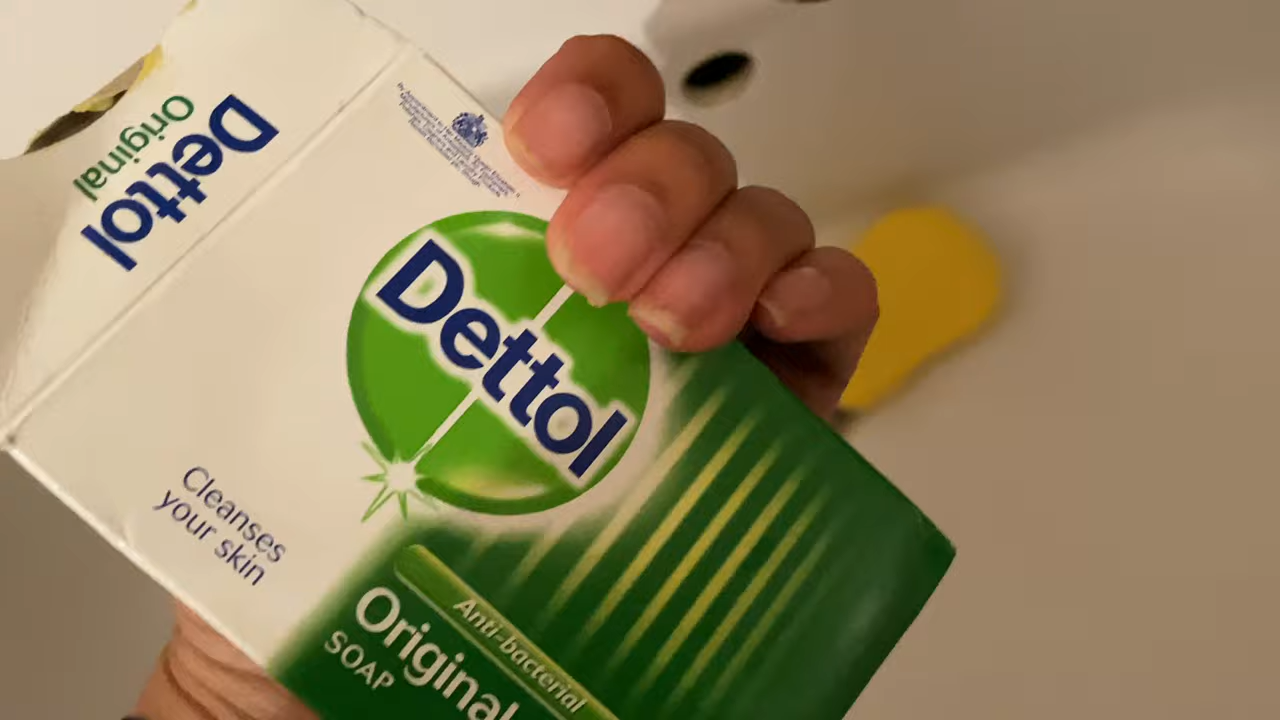 Dettol
Original
Dettol
Cleanses
your skin
Anti-bacterial
Original
SOAP